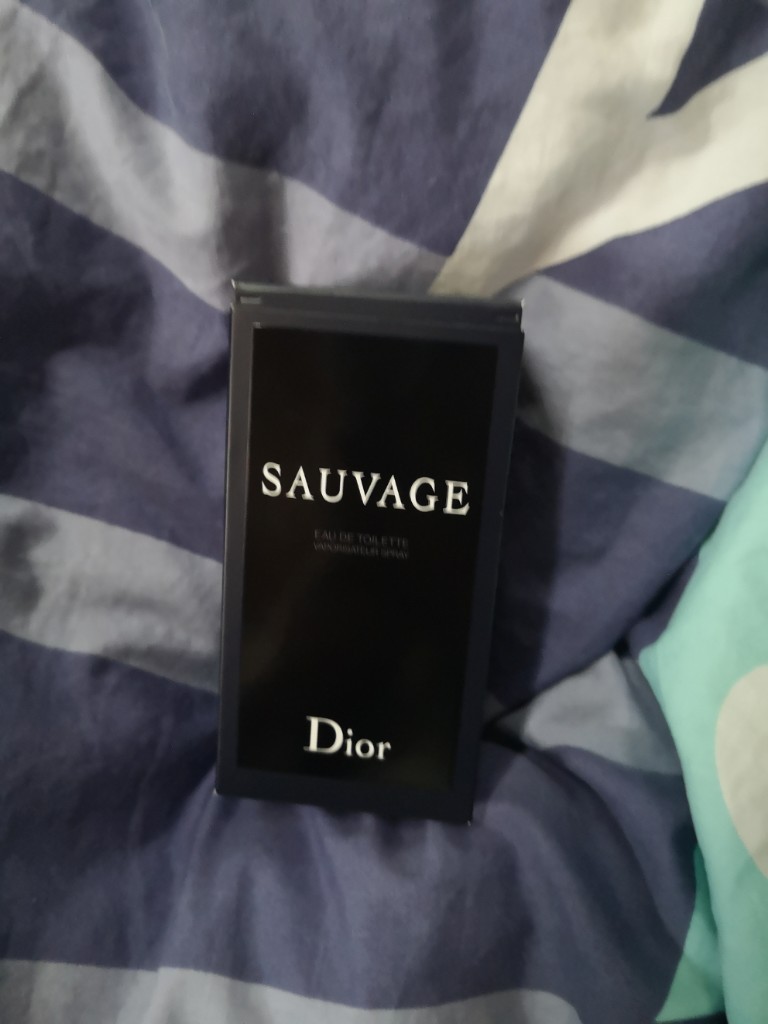 SAUVAGE
EAU DE TOILETTE
VAPORISATEUR SPRAY
Dior